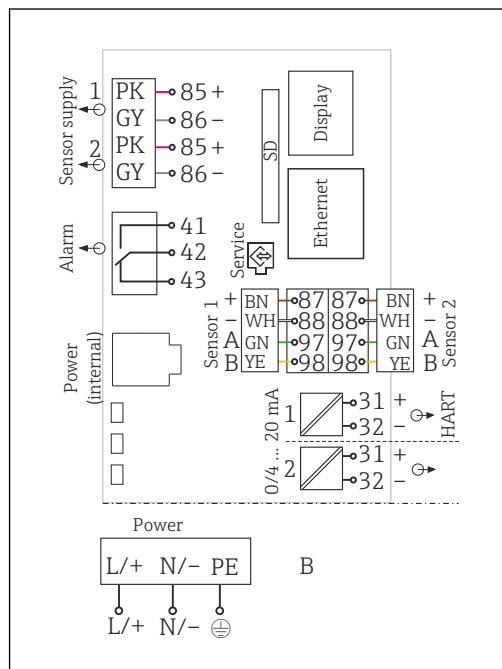 Sensor supply
1
PK
85 +
GY
86 −
2
PK
85 +
GY
86 −
SD
Display
Ethernet
Alarm
41
42
43
Service
Sensor 1
+ BN 87 87 BN +
− WH 88 88 WH −
A GN 97 97 GN A
B YE 98 98 YE B
Sensor 2
Power
(internal)
0/4 ... 20 mA
1
31 +
32 −
HART
2
31 +
32 −
Power
L/+ N/− PE
B
L/+ N/−